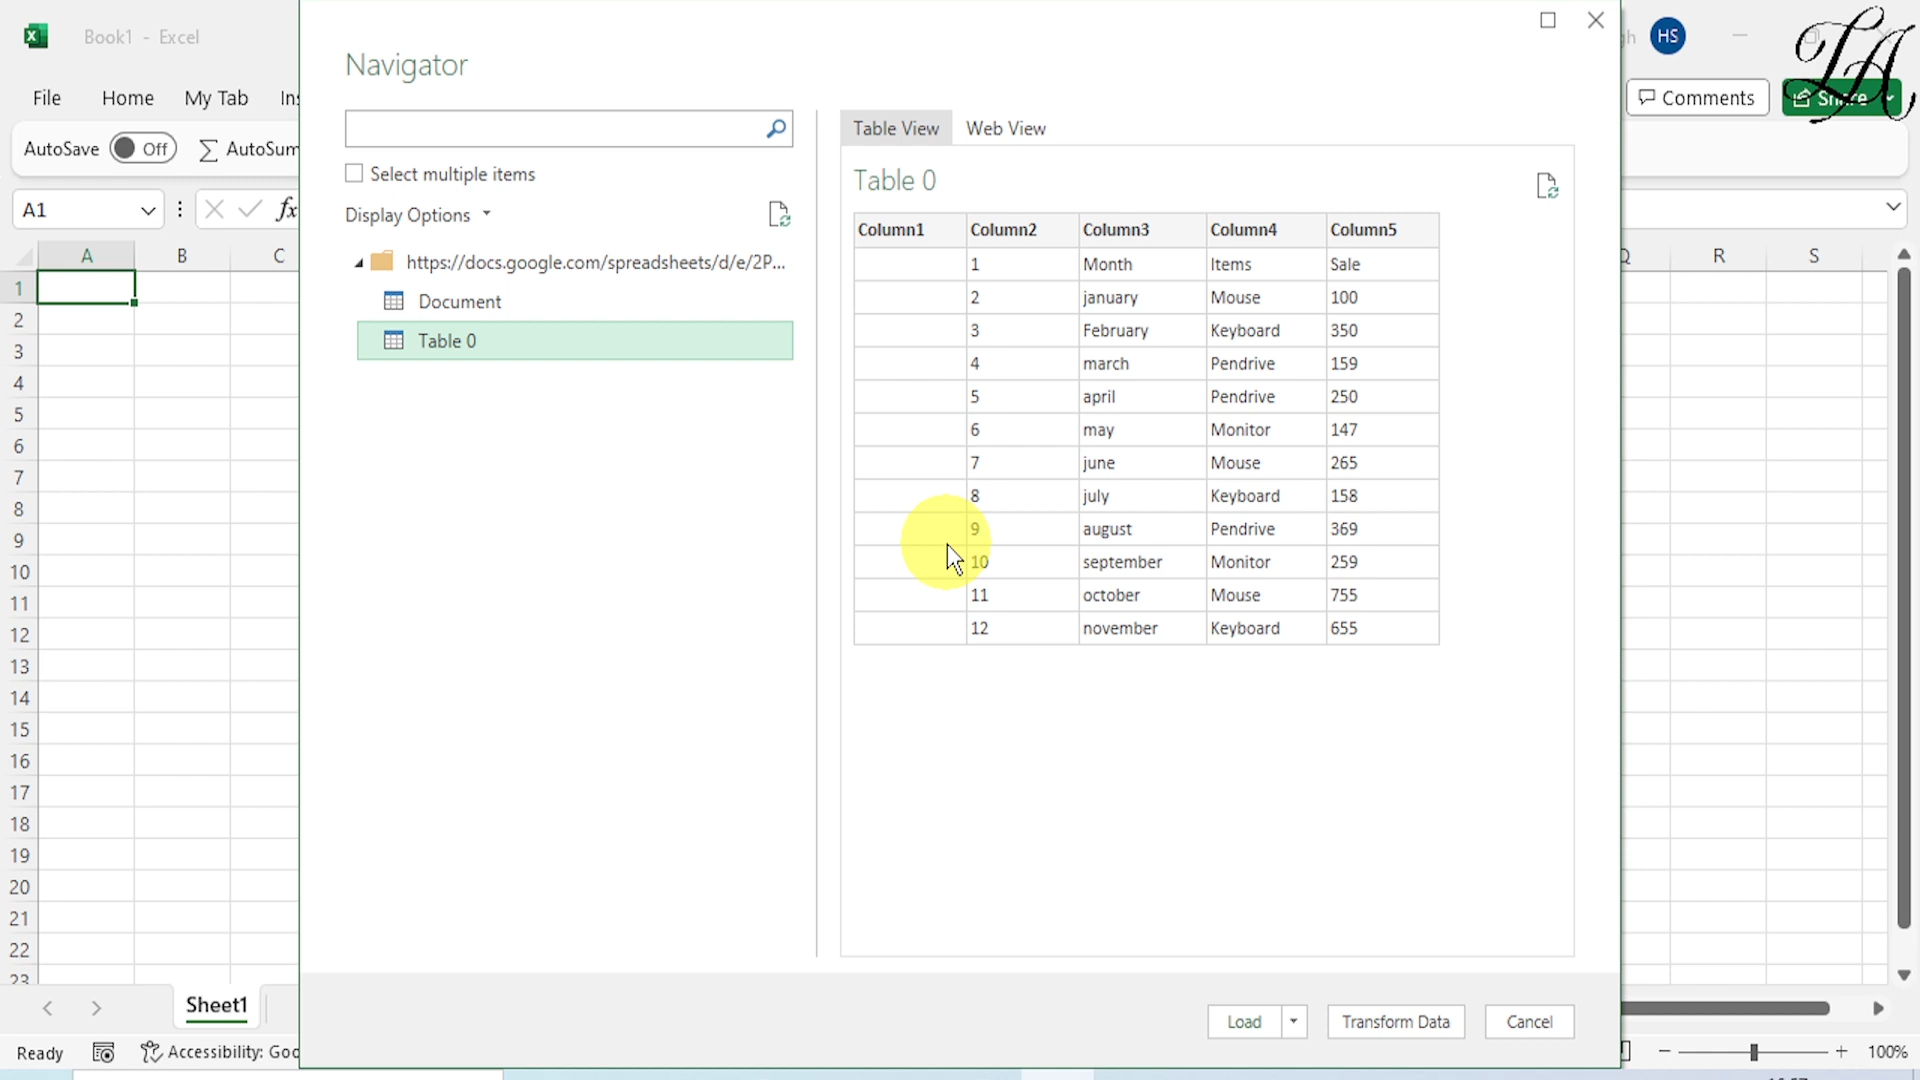 Book1 - Excel
HS
File Home My Tab
Comments
Share
AutoSave Off AutoSum
A1
fx
A B C Q R S
1
2
3
4
5
6
7
8
9
10
11
12
13
14
15
16
17
18
19
20
21
22
23
Navigator
Select multiple items
Display Options
https://docs.google.com/spreadsheets/d/e/2P...
Document
Table 0
Table View Web View
Table 0
Column1 Column2 Column3 Column4 Column5
1 Month Items Sale
2 january Mouse 100
3 February Keyboard 350
4 march Pendrive 159
5 april Pendrive 250
6 may Monitor 147
7 june Mouse 265
8 july Keyboard 158
9 august Pendrive 369
10 september Monitor 259
11 october Mouse 755
12 november Keyboard 655
Load Transform Data Cancel
Sheet1
Ready Accessibility: Goo
100%